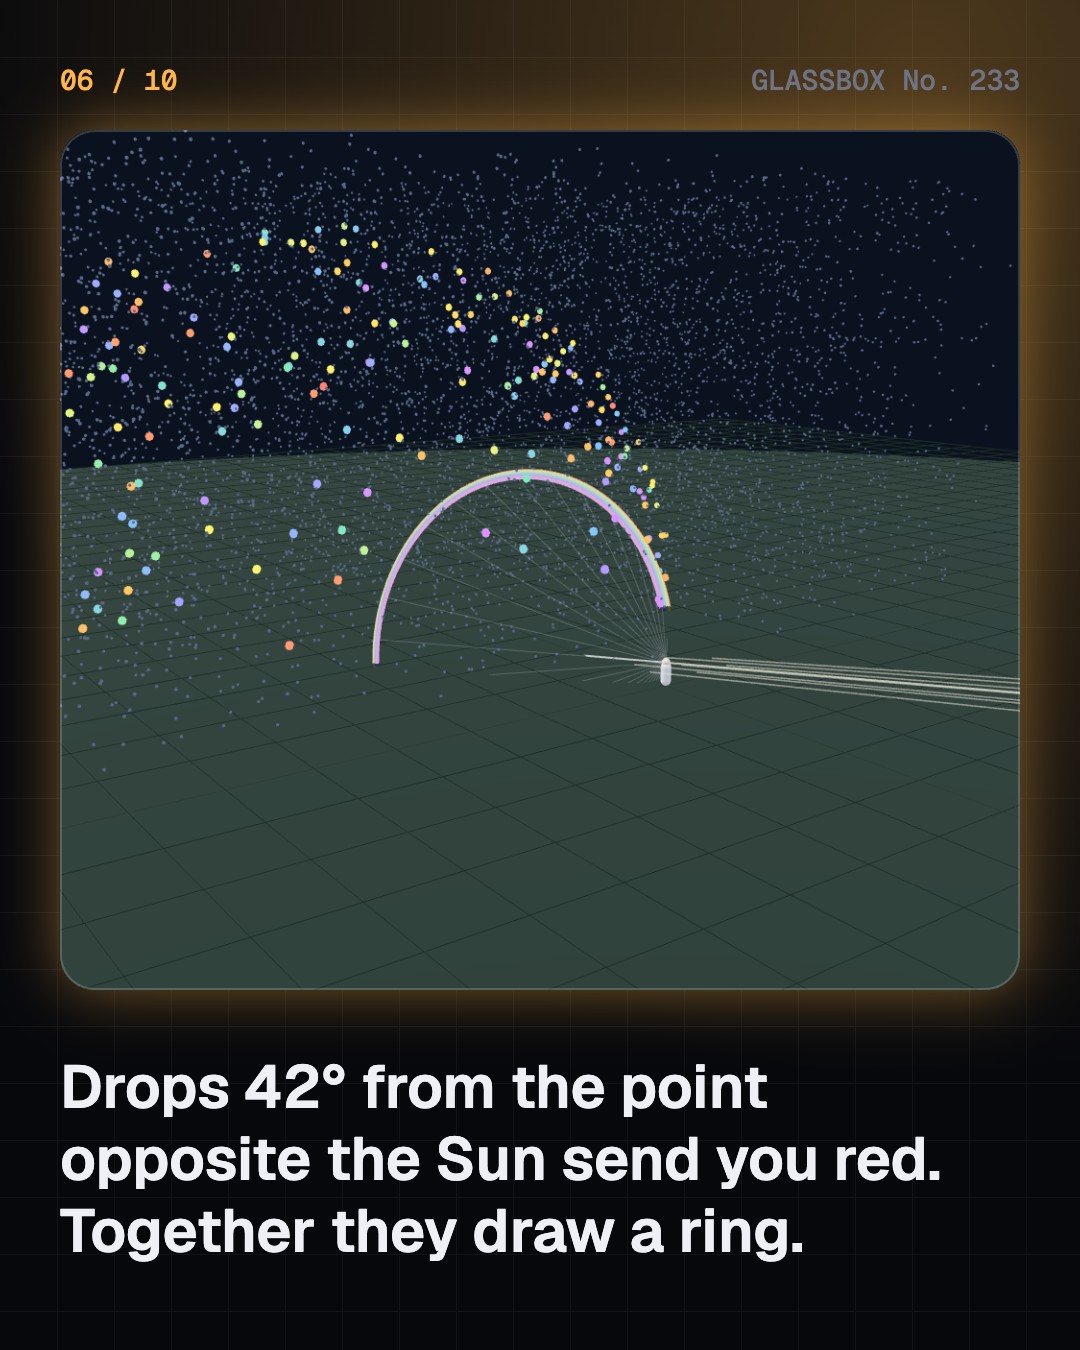 06 / 10
GLASSBOX No. 233
Drops 42° from the point
opposite the Sun send you red.
Together they draw a ring.